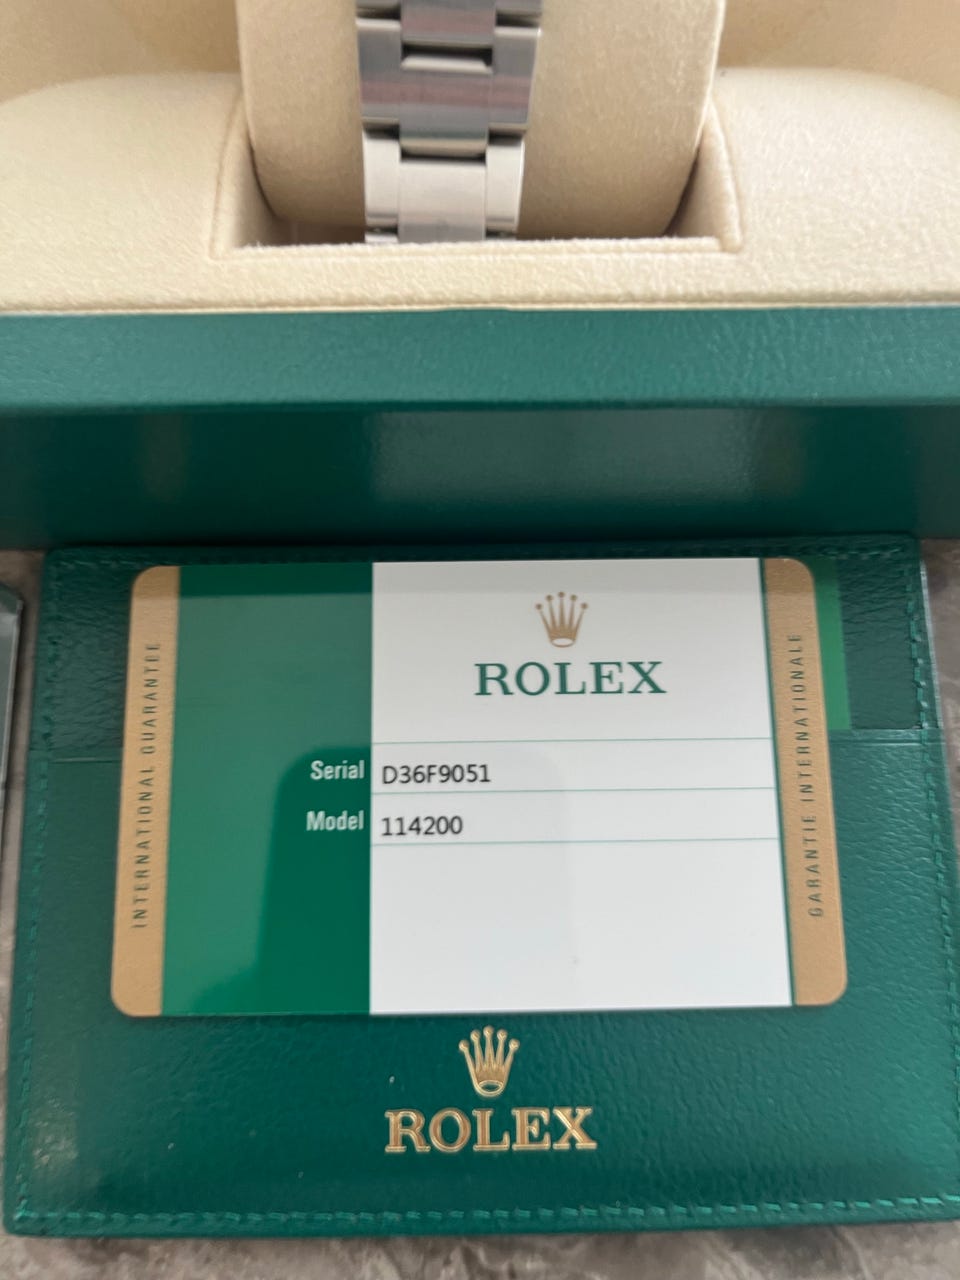 INTERNATIONAL GUARANTEE
ROLEX
Serial D36F9051
Model 114200
GARANTIE INTERNATIONALE
ROLEX